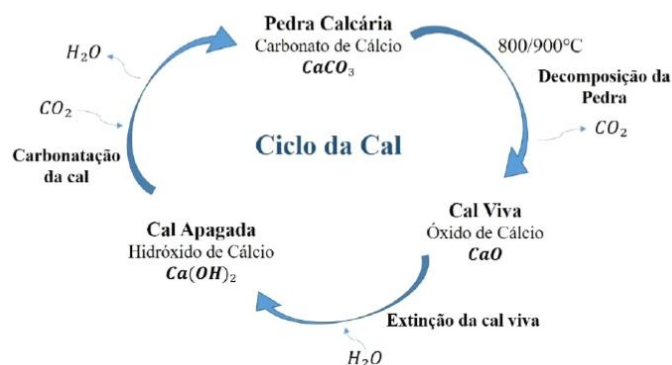 Pedra Calcária
Carbonato de Cálcio
CaCO₃
800/900°C
Decomposição da
Pedra
CO₂
Cal Viva
Óxido de Cálcio
CaO
Extinção da cal viva
H₂O
Cal Apagada
Hidróxido de Cálcio
Ca(OH)₂
Carbonatação
da cal
CO₂
H₂O
Ciclo da Cal